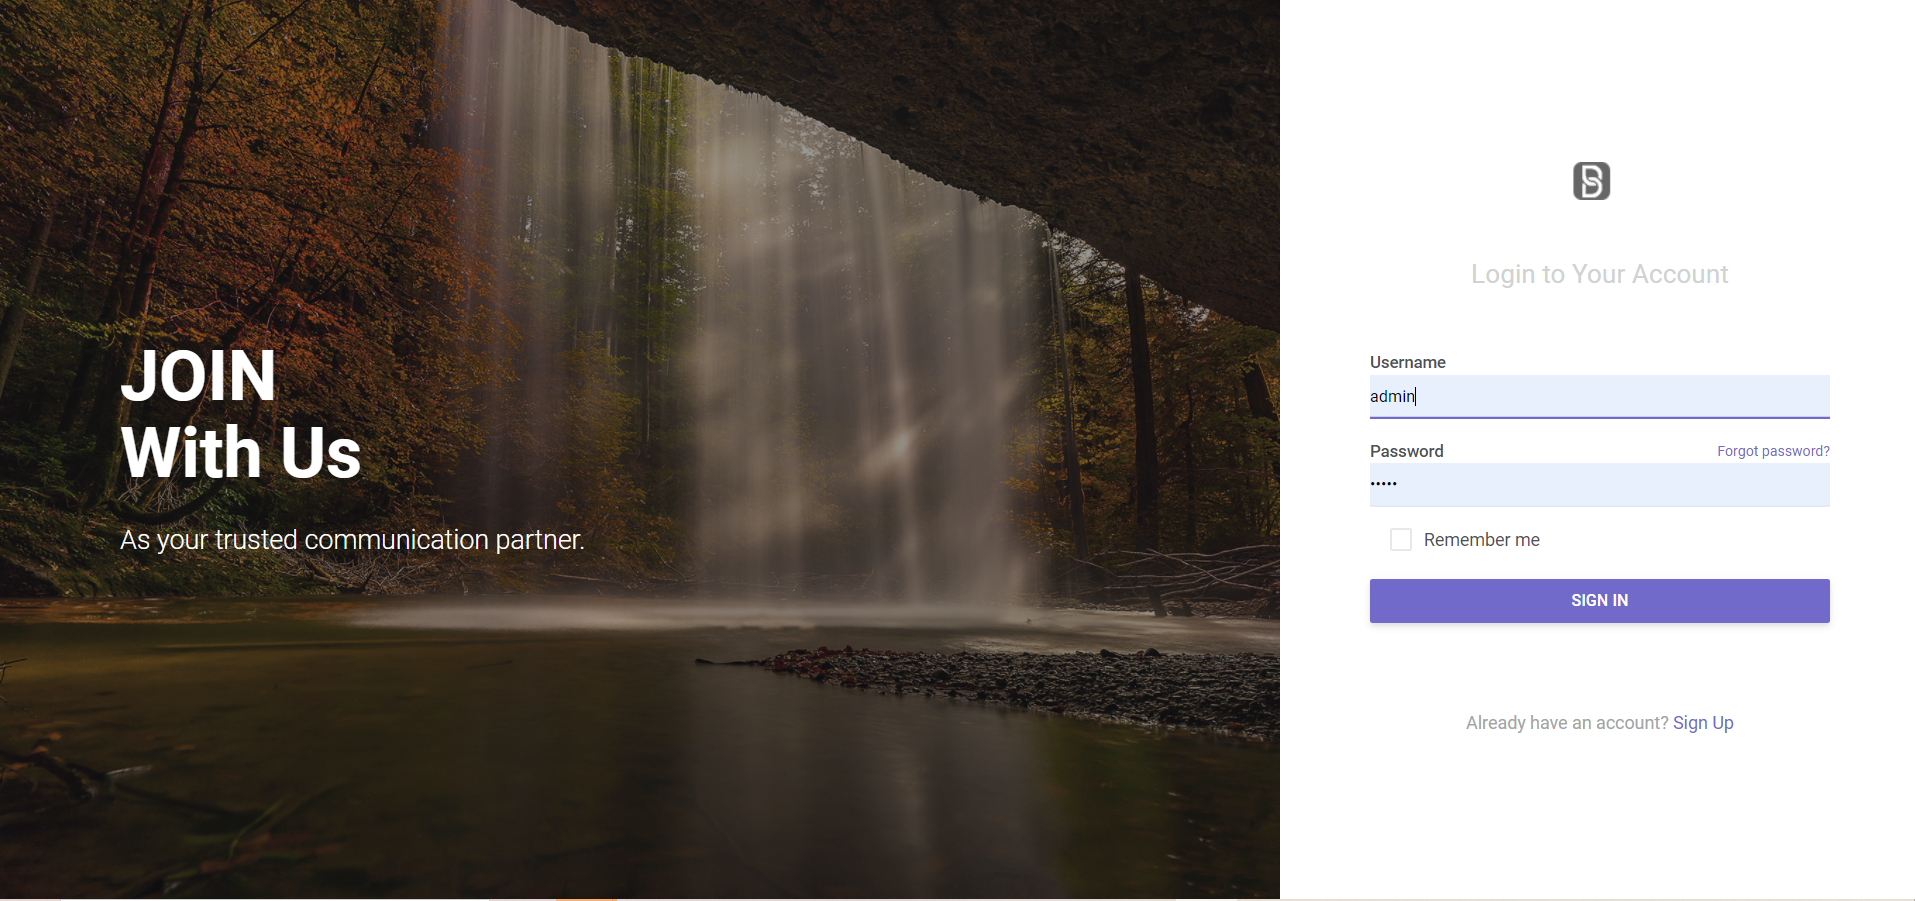 JOIN
With Us
As your trusted communication partner.
Login to Your Account
Username
admin
Password
Forgot password?
•••••
Remember me
SIGN IN
Already have an account? Sign Up